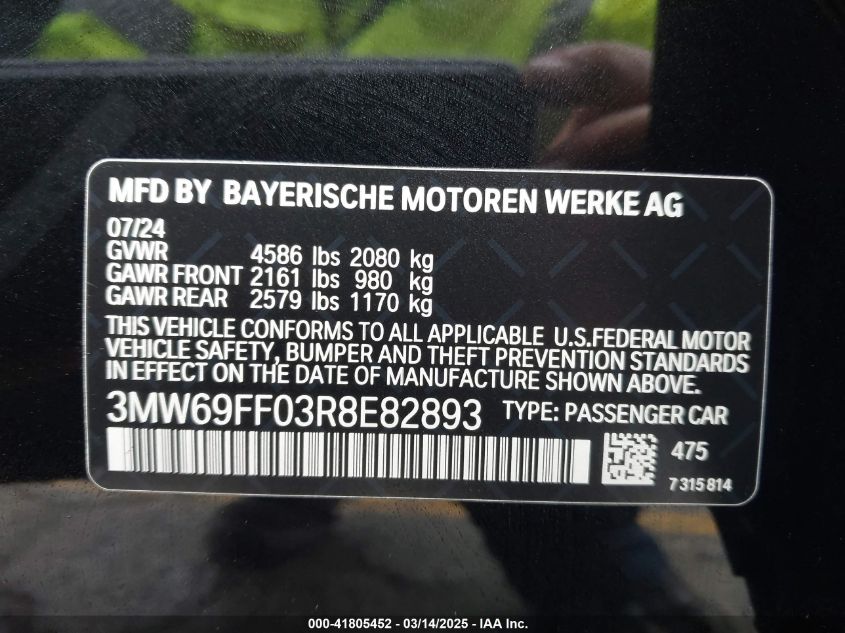 MFD BY BAYERISCHE MOTOREN WERKE AG
07/24
GVWR 4586 lbs 2080 kg
GAWR FRONT 2161 lbs 980 kg
GAWR REAR 2579 lbs 1170 kg
THIS VEHICLE CONFORMS TO ALL APPLICABLE U.S.FEDERAL MOTOR
VEHICLE SAFETY, BUMPER AND THEFT PREVENTION STANDARDS
IN EFFECT ON THE DATE OF MANUFACTURE SHOWN ABOVE.
3MW69FF03R8E82893 TYPE: PASSENGER CAR
475
7315814
000-41805452 - 03/14/2025 - IAA Inc.